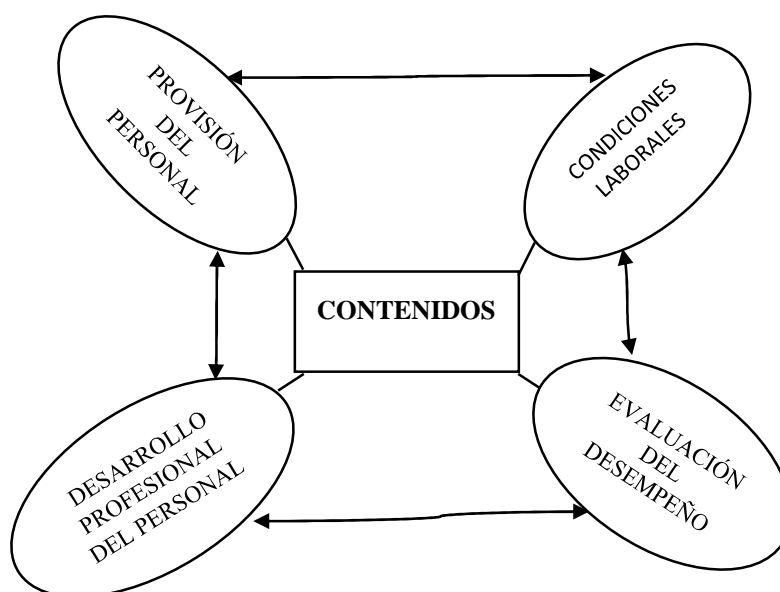 PROVISIÓN
DEL
PERSONAL
CONDICIONES
LABORALES
CONTENIDOS
DESARROLLO
PROFESIONAL
DEL PERSONAL
EVALUACIÓN
DEL
DESEMPEÑO